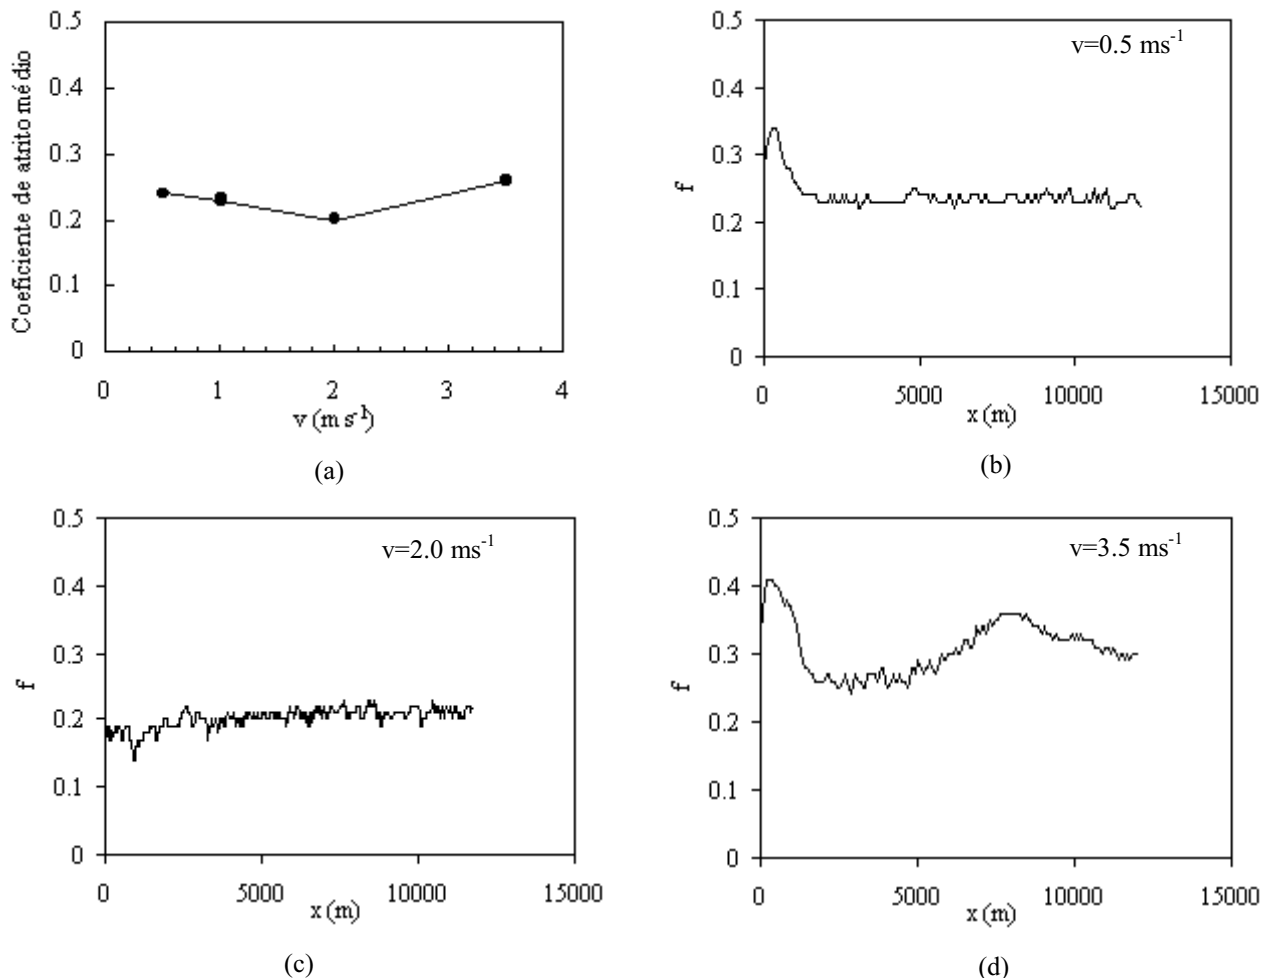 0.5
0.4
0.3
0.2
0.1
0
Coeficiente de atrito médio
0 1 2 3 4
v (m s-1)
(a)
v=0.5 ms-1
0.5
0.4
0.3
0.2
0.1
0
f
0 5000 10000 15000
x (m)
(b)
v=2.0 ms-1
0.5
0.4
0.3
0.2
0.1
0
f
0 5000 10000 15000
x (m)
(c)
v=3.5 ms-1
0.5
0.4
0.3
0.2
0.1
0
f
0 5000 10000 15000
x (m)
(d)